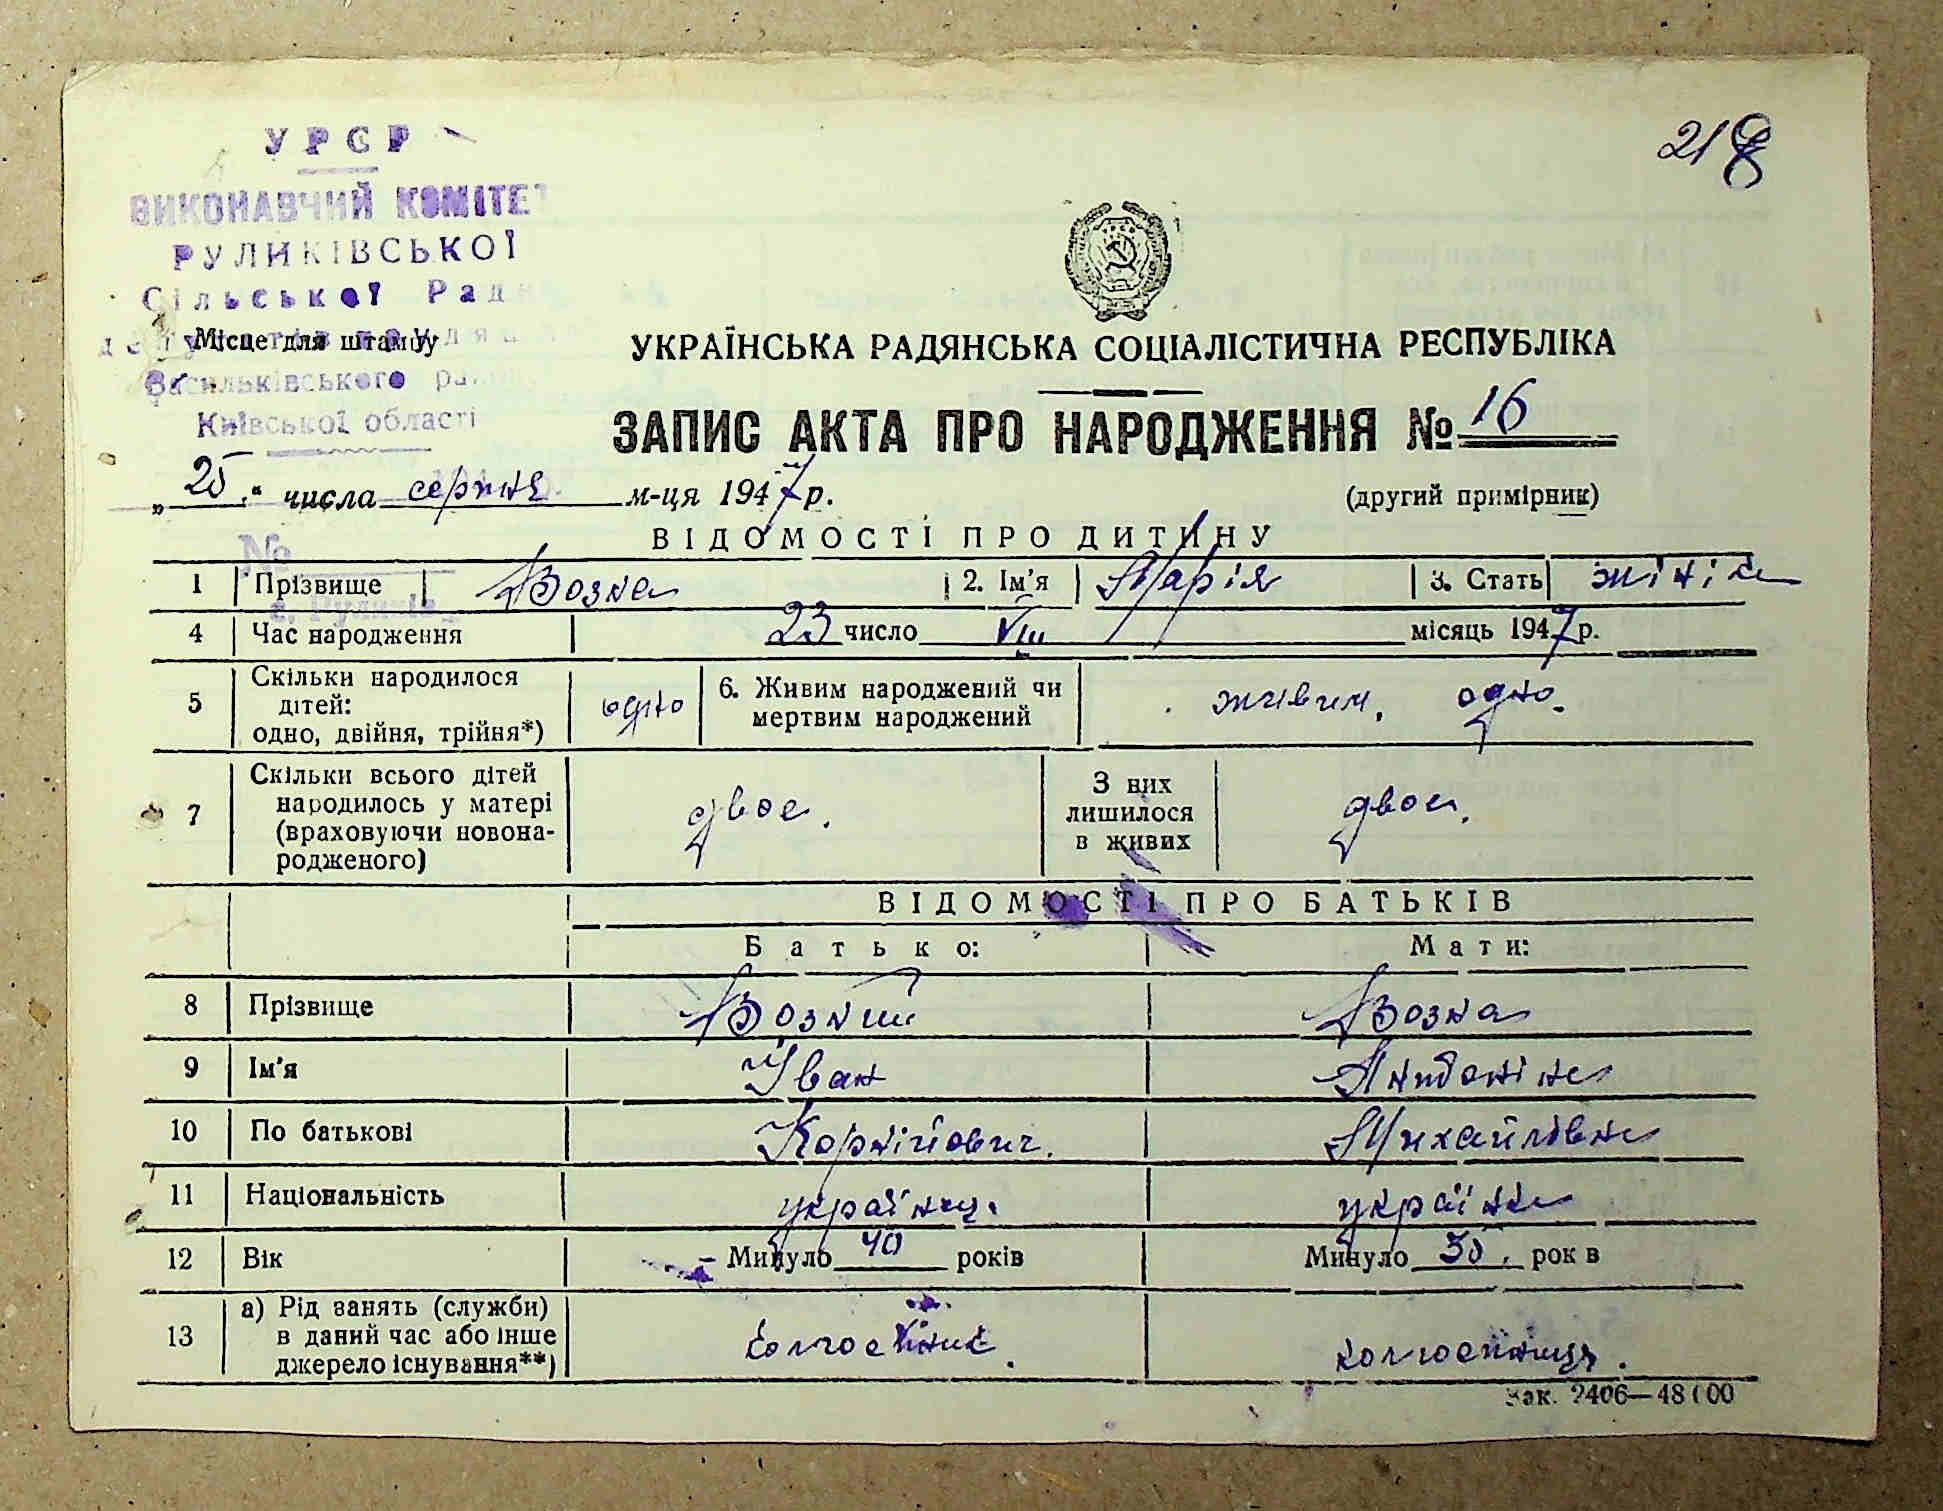 218
УРСР
ВИКОНАВЧИЙ КОМІТЕТ
РУЛИКІВСЬКОЇ
Сільської Ради
Місце для штампу
Васильківського
Київської області
УКРАЇНСЬКА РАДЯНСЬКА СОЦІАЛІСТИЧНА РЕСПУБЛІКА
ЗАПИС АКТА ПРО НАРОДЖЕННЯ № 16
„25“ числа серпня м-ця 1947 р.
(другий примірник)
№
с. Руликів
ВІДОМОСТІ ПРО ДИТИНУ
1 Прізвище Возна 2. Ім'я Марія 3. Стать жіноча
4 Час народження 23 число VIII місяць 1947 р.
5 Скільки народилося дітей: одно, двійня, трійня*) одно 6. Живим народжений чи мертвим народжений живим, одно.
7 Скільки всього дітей народилось у матері (враховуючи новонародженого) двоє. З них лишилося в живих двоє.
ВІДОМОСТІ ПРО БАТЬКІВ
Батько: Мати:
8 Прізвище Возний Возна
9 Ім'я Іван Антоніна
10 По батькові Корнійович. Михайлівна
11 Національність українец. українка
12 Вік Минуло 40 років Минуло 35 років
13 а) Рід занять (служби) в даний час або інше джерело існування**) колгоспник. колгоспниця.
Зак. 2406—48000